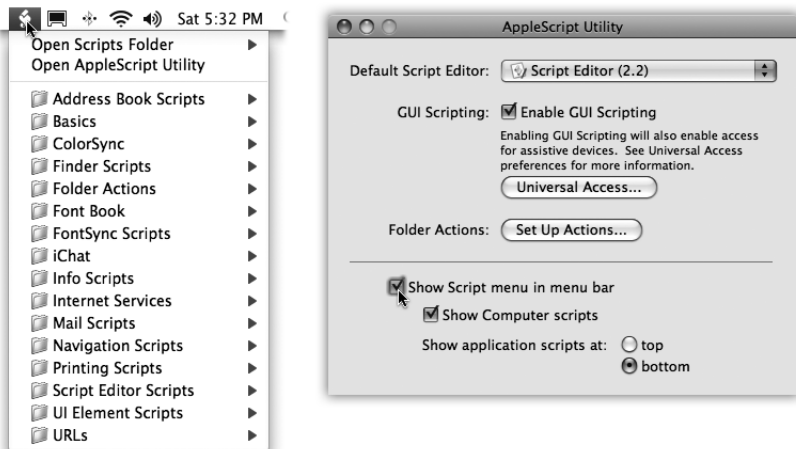 Sat 5:32 PM
Open Scripts Folder
Open AppleScript Utility
Address Book Scripts
Basics
ColorSync
Finder Scripts
Folder Actions
Font Book
FontSync Scripts
iChat
Info Scripts
Internet Services
Mail Scripts
Navigation Scripts
Printing Scripts
Script Editor Scripts
UI Element Scripts
URLs
AppleScript Utility
Default Script Editor: Script Editor (2.2)
GUI Scripting: Enable GUI Scripting
Enabling GUI Scripting will also enable access
for assistive devices. See Universal Access
preferences for more information.
Universal Access...
Folder Actions: Set Up Actions...
Show Script menu in menu bar
Show Computer scripts
Show application scripts at: top
bottom